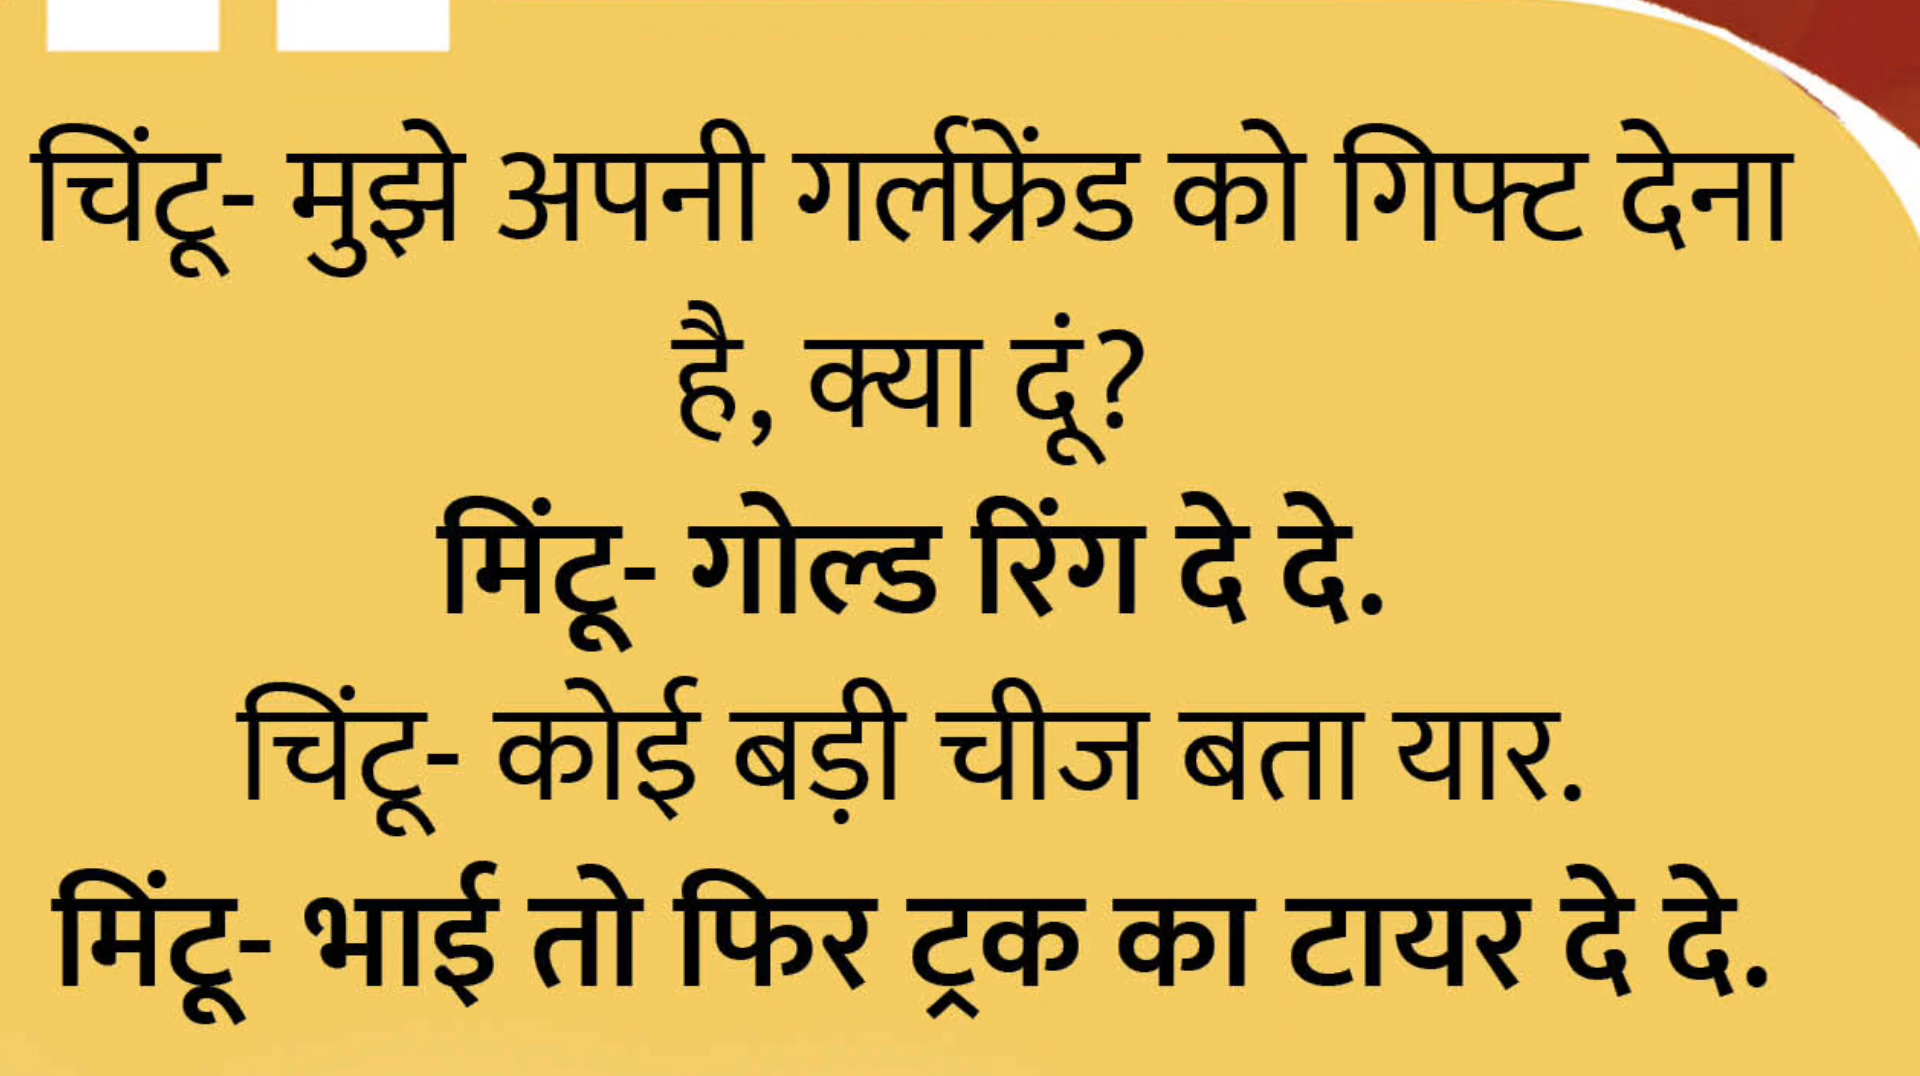 चिंटू- मुझे अपनी गर्लफ्रेंड को गिफ्ट देना
है, क्या दूं?
मिंटू- गोल्ड रिंग दे दे.
चिंटू- कोई बड़ी चीज बता यार.
मिंटू- भाई तो फिर ट्रक का टायर दे दे.